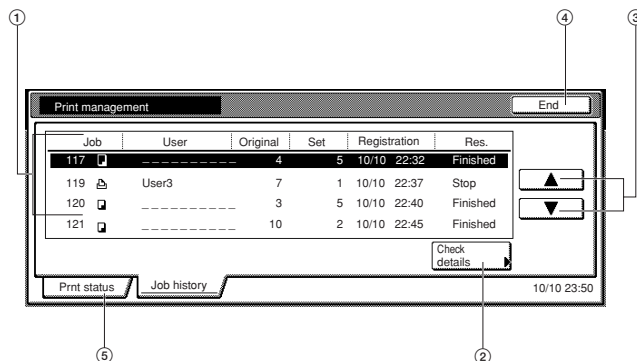 ① ④ ③
Print management End
Job User Original Set Registration Res.
117 _ _ _ _ _ _ _ _ _ _ 4 5 10/10 22:32 Finished
119 User3 7 1 10/10 22:37 Stop
120 _ _ _ _ _ _ _ _ _ _ 3 5 10/10 22:40 Finished
121 _ _ _ _ _ _ _ _ _ _ 10 2 10/10 22:45 Finished
Check
details
Prnt status Job history 10/10 23:50
⑤ ②